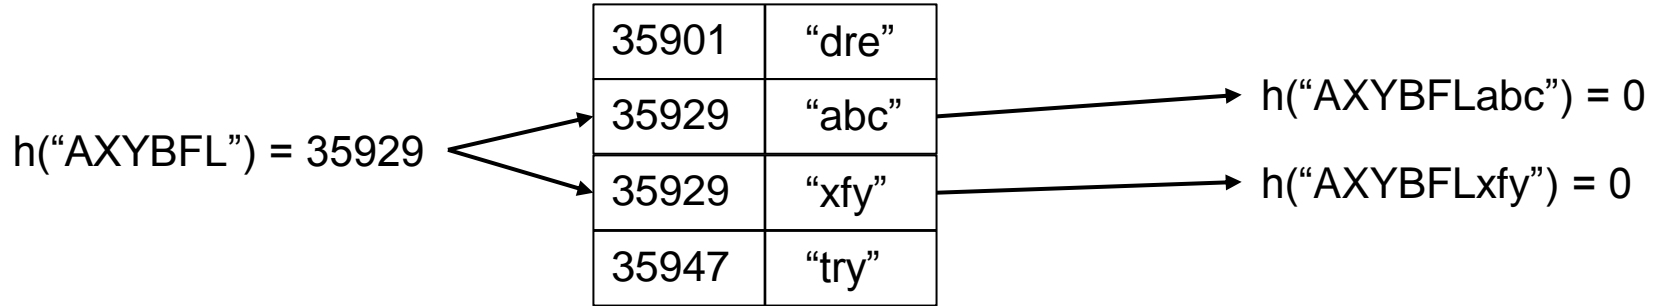 35901 “dre”
h(“AXYBFLabc”) = 0
35929 “abc”
h(“AXYBFL”) = 35929
35929 “xfy”
h(“AXYBFLxfy”) = 0
35947 “try”